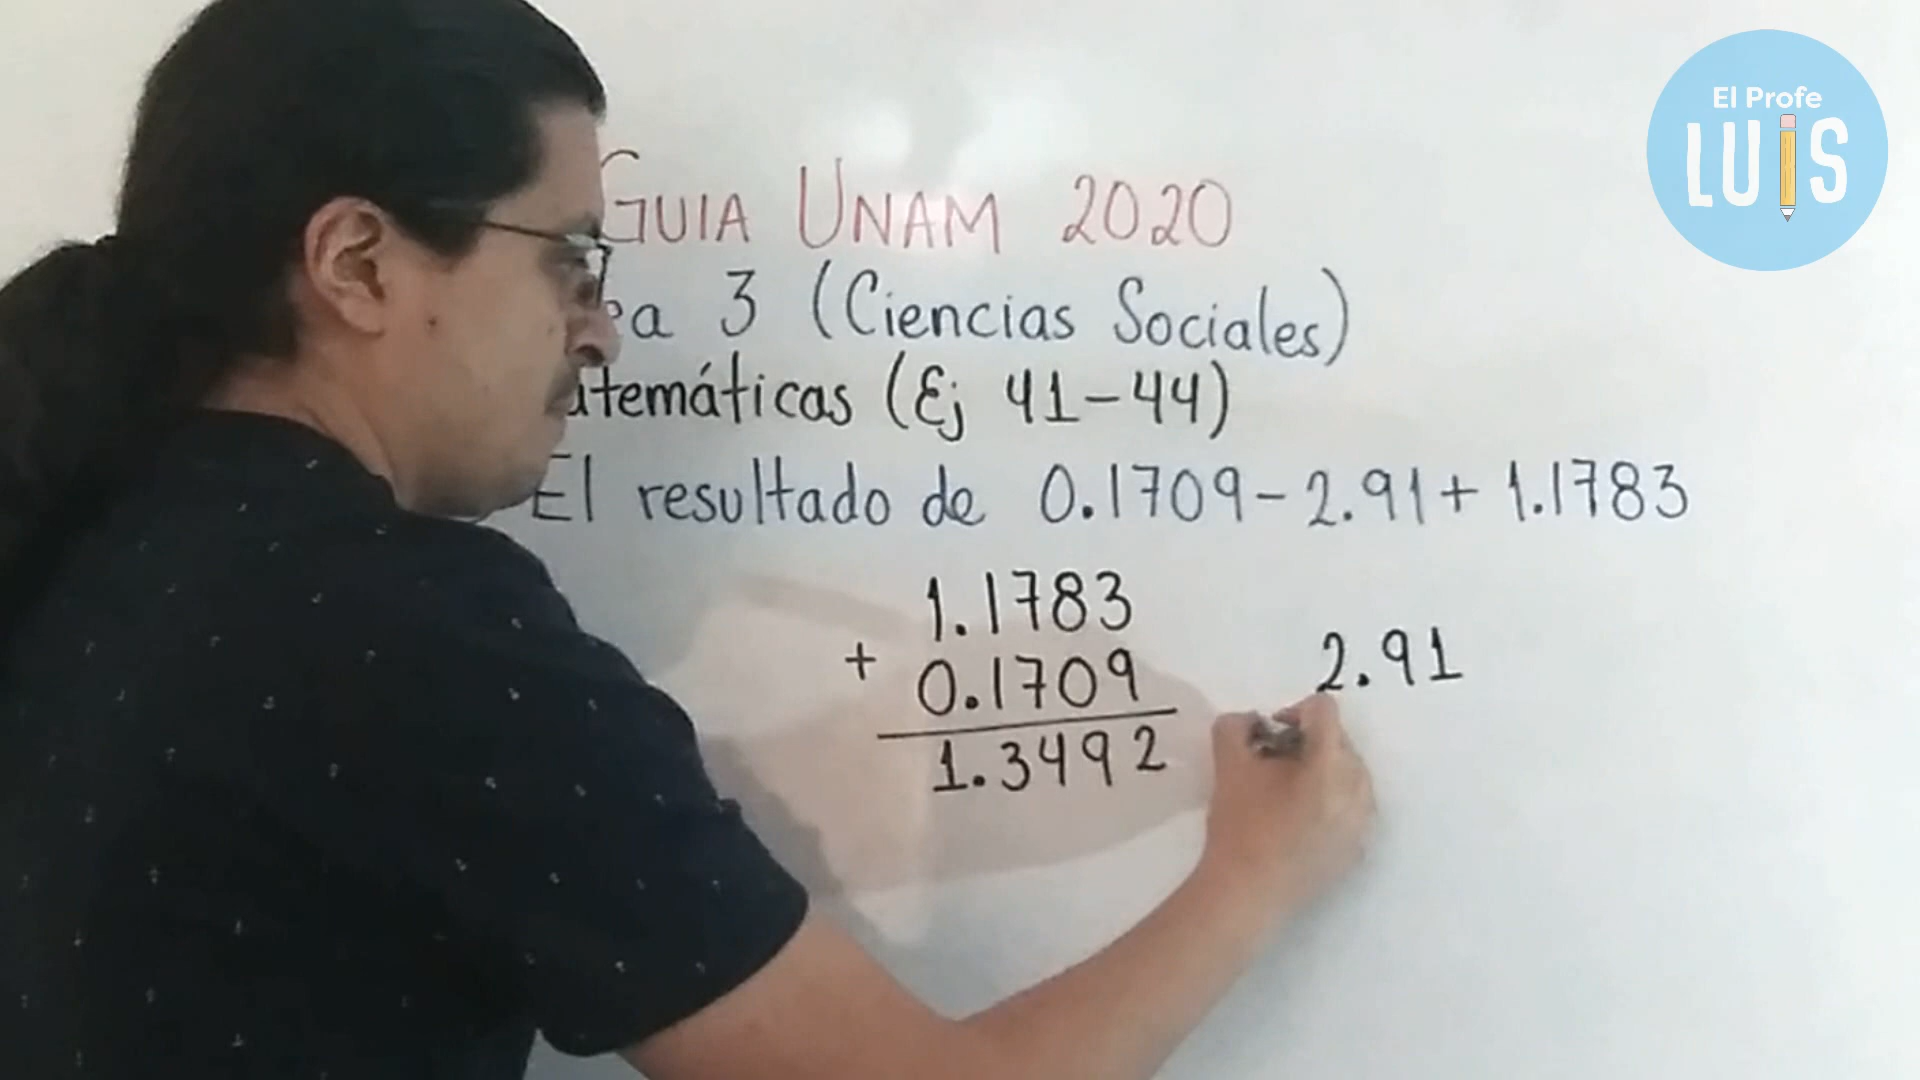 El Profe
LUIS
GUIA UNAM 2020
3 (Ciencias Sociales)
(Ej 41-44)
El resultado de 0.1709-2.91+1.1783
1.1783
+ 0.1709
1.3492
2.91